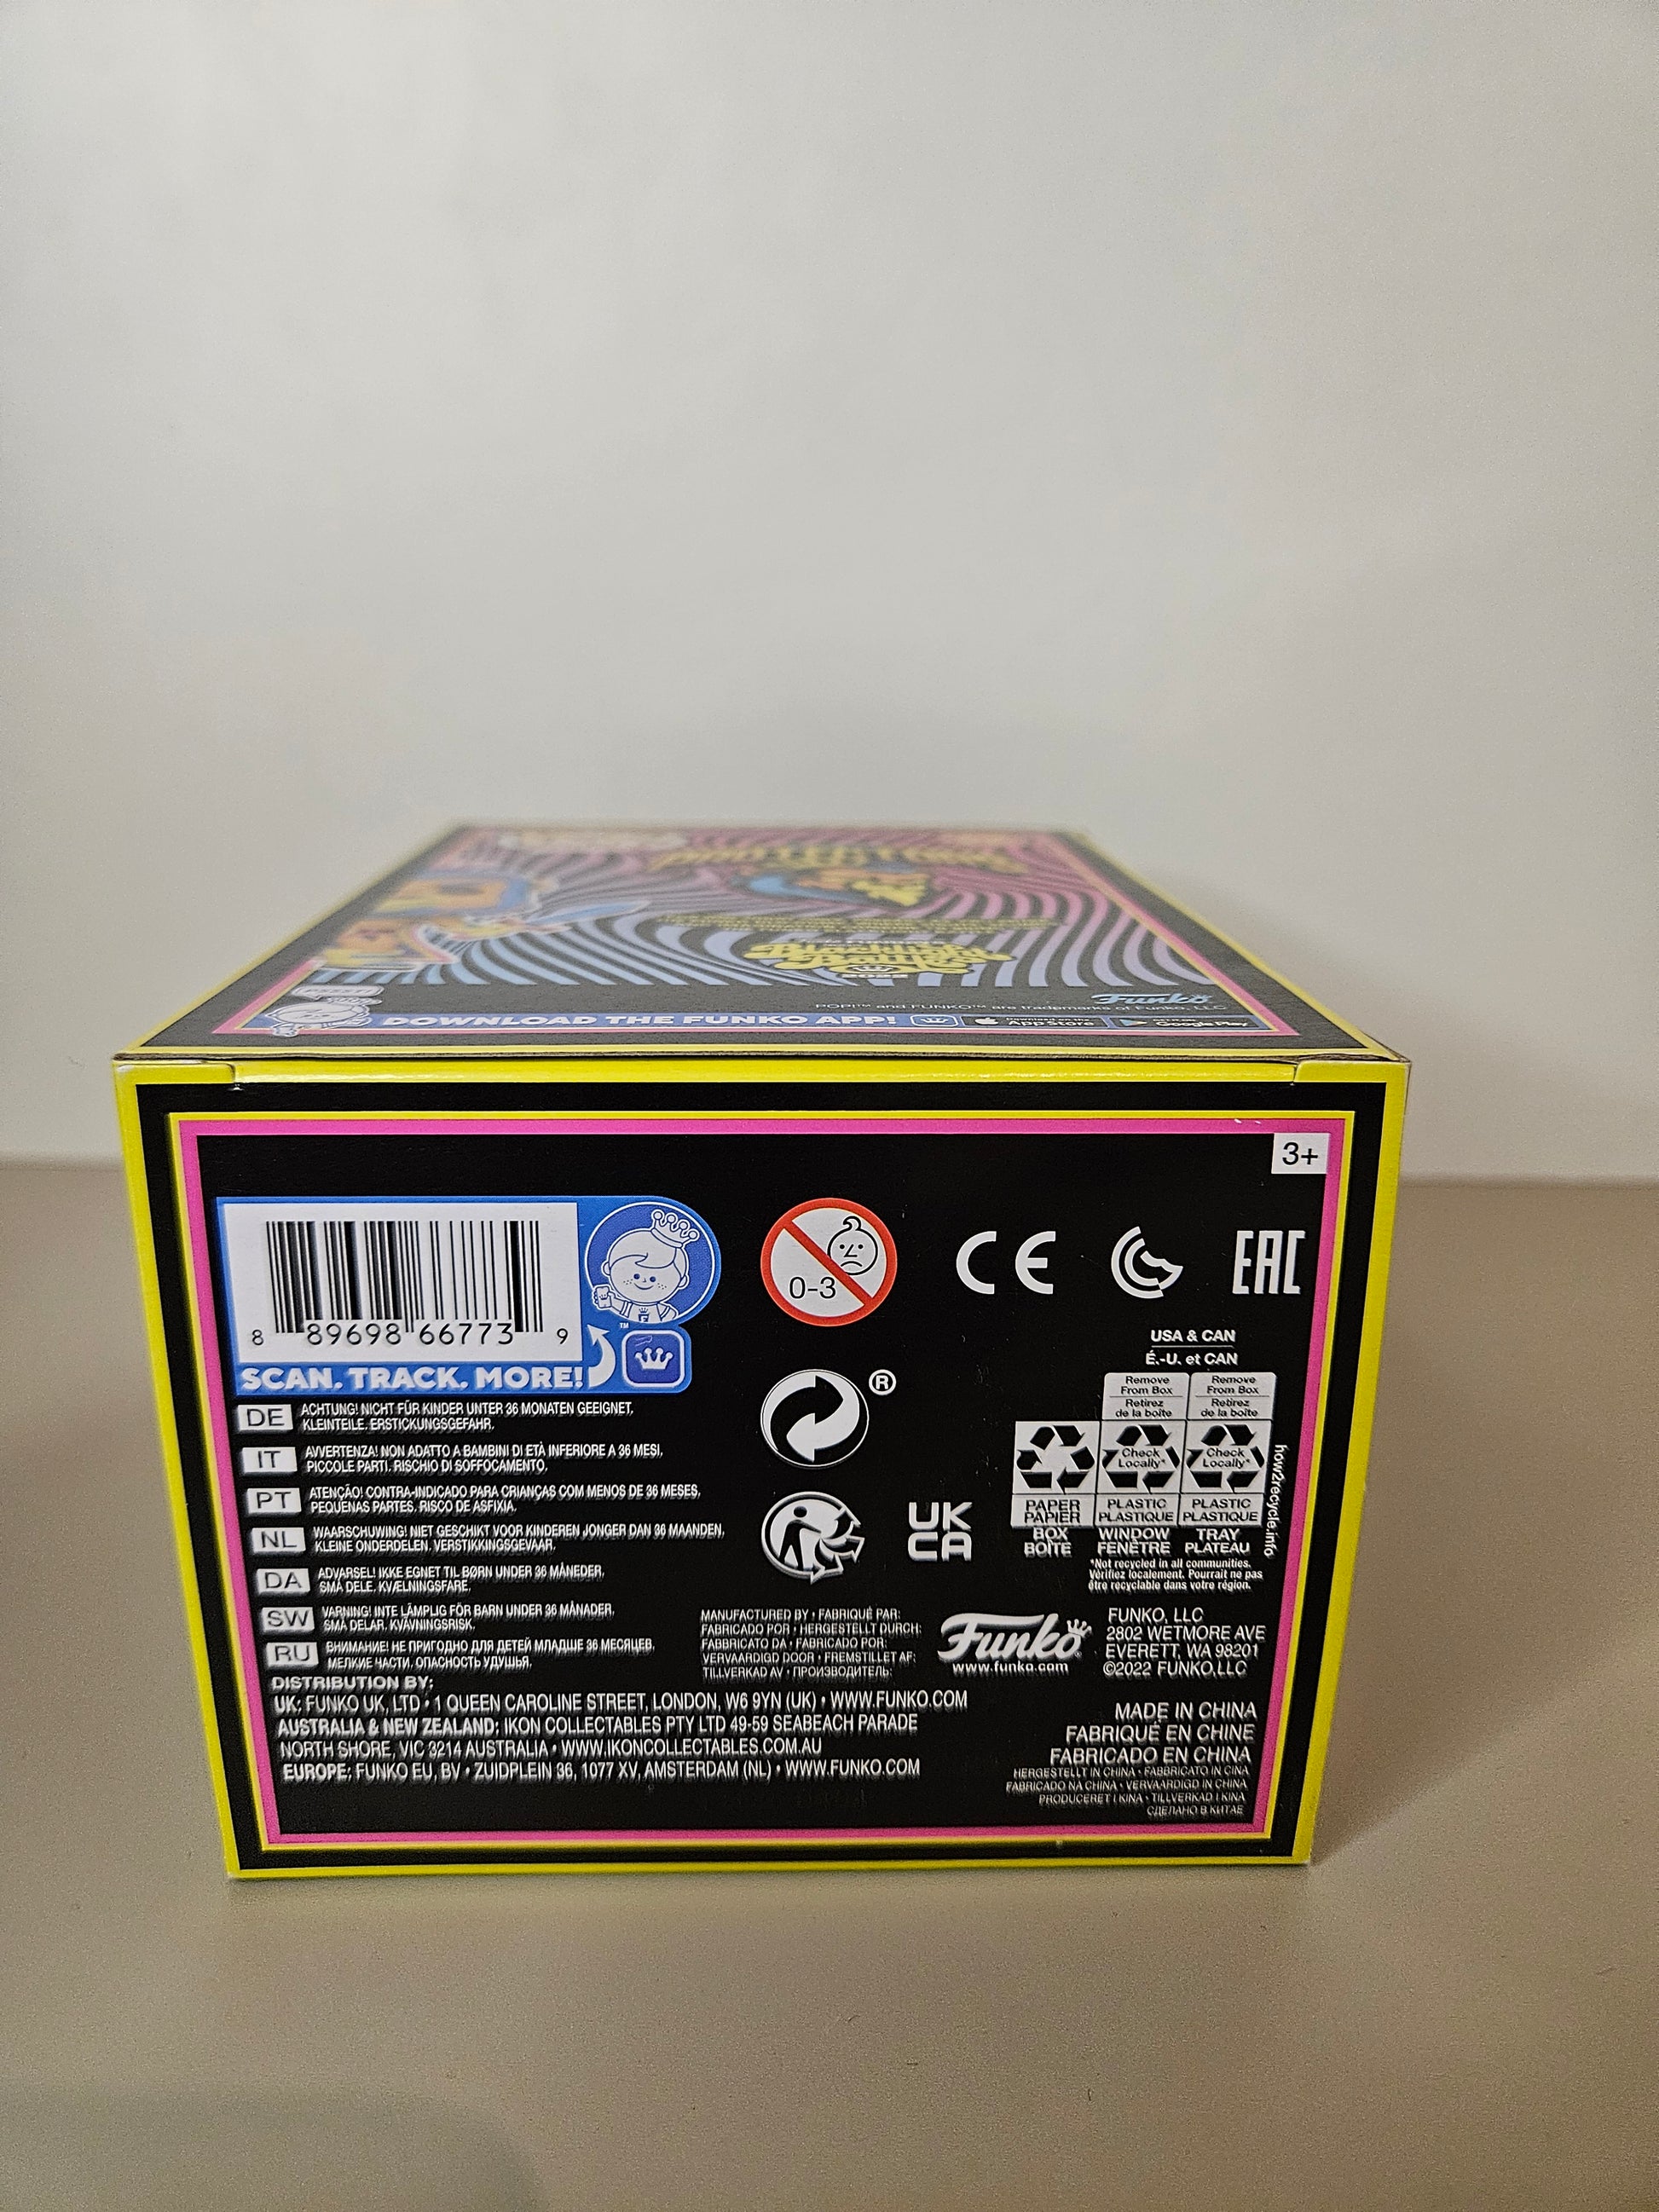 Blacklight
Battle
2022
Funko
POP!™ and FUNKO™ are trademarks of Funko, LLC
DOWNLOAD THE FUNKO APP!
App Store
Google Play
3+
8 89698 66773 9
™
SCAN. TRACK. MORE!
0-3
CE
EAC
USA & CAN
É.-U. et CAN
®
Remove
From Box
Retirez
de la boîte
Remove
From Box
Retirez
de la boîte
Check
Locally*
Check
Locally*
PAPER
PAPIER
PLASTIC
PLASTIQUE
PLASTIC
PLASTIQUE
BOX
BOÎTE
WINDOW
FENÊTRE
TRAY
PLATEAU
how2recycle.info
*Not recycled in all communities.
Vérifiez localement. Pourrait ne pas
être recyclable dans votre région.
UK
CA
DE ACHTUNG! NICHT FÜR KINDER UNTER 36 MONATEN GEEIGNET.
KLEINTEILE. ERSTICKUNGSGEFAHR.
IT AVVERTENZA! NON ADATTO A BAMBINI DI ETÀ INFERIORE A 36 MESI.
PICCOLE PARTI. RISCHIO DI SOFFOCAMENTO.
PT ATENÇÃO! CONTRA-INDICADO PARA CRIANÇAS COM MENOS DE 36 MESES.
PEQUENAS PARTES. RISCO DE ASFIXIA.
NL WAARSCHUWING! NIET GESCHIKT VOOR KINDEREN JONGER DAN 36 MAANDEN.
KLEINE ONDERDELEN. VERSTIKKINGSGEVAAR.
DA ADVARSEL! IKKE EGNET TIL BØRN UNDER 36 MÅNEDER.
SMÅ DELE. KVÆLNINGSFARE.
SW VARNING! INTE LÄMPLIG FÖR BARN UNDER 36 MÅNADER.
SMÅ DELAR. KVÄVNINGSRISK.
RU ВНИМАНИЕ! НЕ ПРИГОДНО ДЛЯ ДЕТЕЙ МЛАДШЕ 36 МЕСЯЦЕВ.
МЕЛКИЕ ЧАСТИ. ОПАСНОСТЬ УДУШЬЯ.
DISTRIBUTION BY:
UK: FUNKO UK, LTD • 1 QUEEN CAROLINE STREET, LONDON, W6 9YN (UK) • WWW.FUNKO.COM
AUSTRALIA & NEW ZEALAND: IKON COLLECTABLES PTY LTD 49-59 SEABEACH PARADE
NORTH SHORE, VIC 3214 AUSTRALIA • WWW.IKONCOLLECTABLES.COM.AU
EUROPE: FUNKO EU, BV • ZUIDPLEIN 36, 1077 XV, AMSTERDAM (NL) • WWW.FUNKO.COM
MANUFACTURED BY • FABRIQUÉ PAR:
FABRICADO POR • HERGESTELLT DURCH:
FABBRICATO DA • FABRICADO POR:
VERVAARDIGD DOOR • FREMSTILLET AF:
TILLVERKAD AV • ПРОИЗВОДИТЕЛЬ:
Funko
www.funko.com
FUNKO, LLC
2802 WETMORE AVE
EVERETT, WA 98201
©2022 FUNKO,LLC
MADE IN CHINA
FABRIQUÉ EN CHINE
FABRICADO EN CHINA
HERGESTELLT IN CHINA • FABBRICATO IN CINA
FABRICADO NA CHINA • VERVAARDIGD IN CHINA
PRODUCERET I KINA • TILLVERKAD I KINA
СДЕЛАНО В КИТАЕ